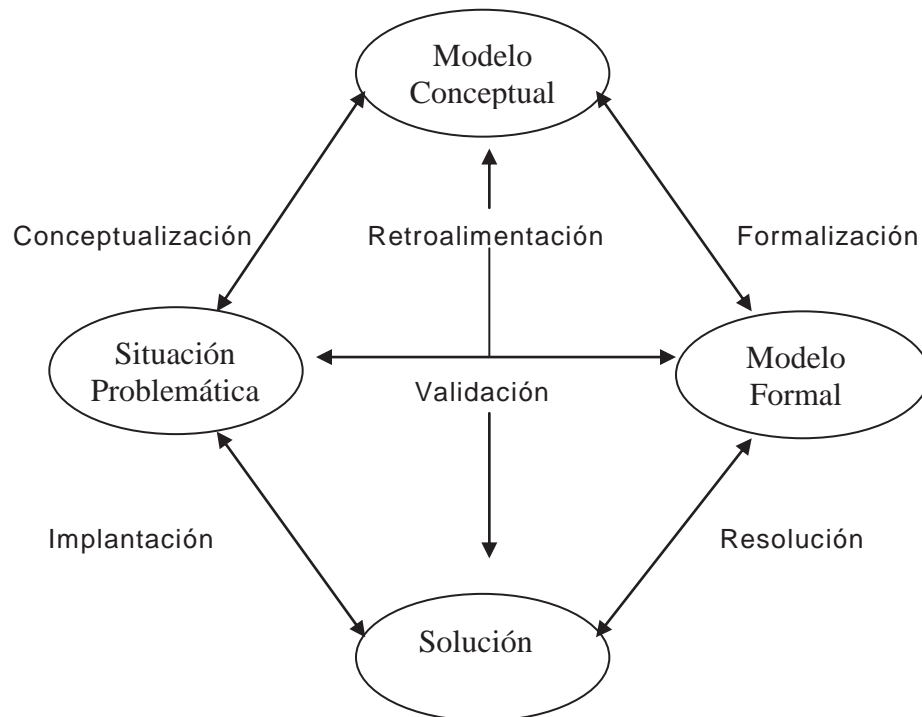 Modelo
Conceptual
Conceptualización
Retroalimentación
Formalización
Situación
Problemática
Validación
Modelo
Formal
Implantación
Resolución
Solución